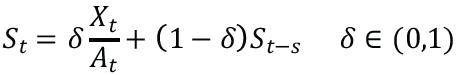 S_t = δ X_t / A_t + (1 − δ)S_{t−s}   δ ∈ (0,1)